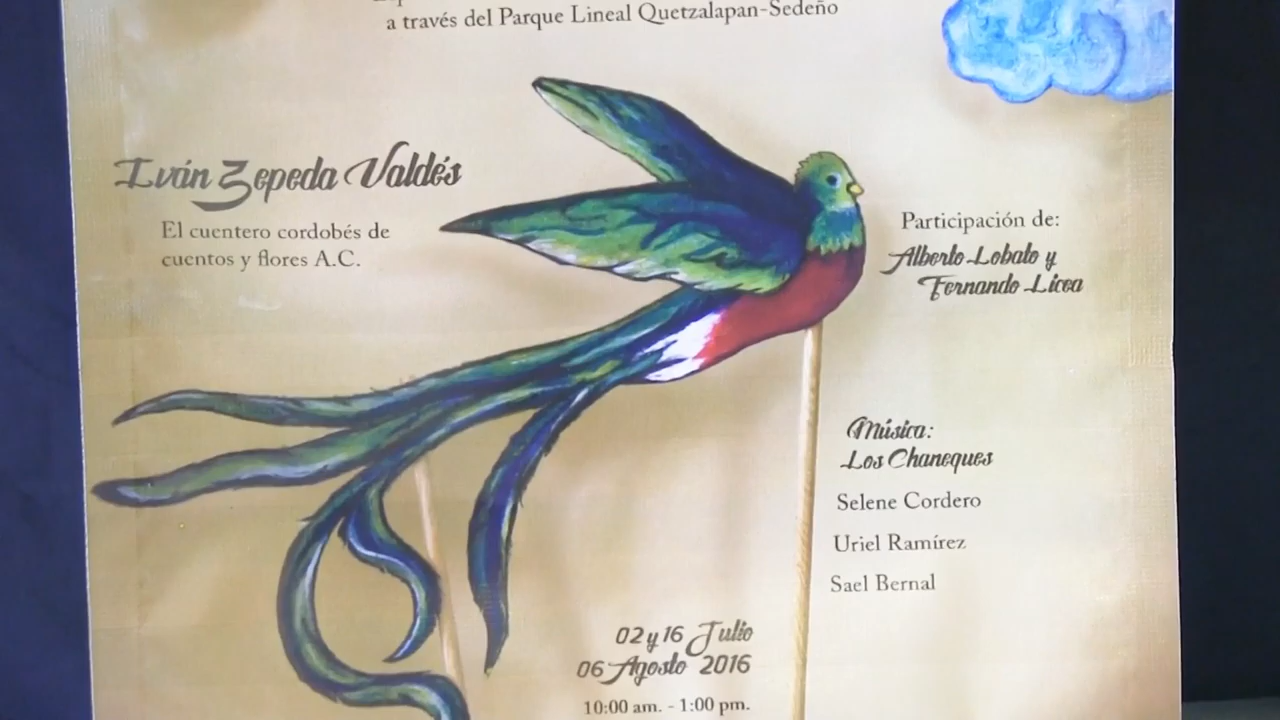 a través del Parque Lineal Quetzalapan-Sedeño
Iván Zepeda Valdés
El cuentero cordobés de
cuentos y flores A.C.
Participación de:
Alberto Lobato y
Fernando Licea
Música:
Los Chaneques
Selene Cordero
Uriel Ramírez
Sael Bernal
02 y 16 Julio
06 Agosto 2016
10:00 am. - 1:00 pm.